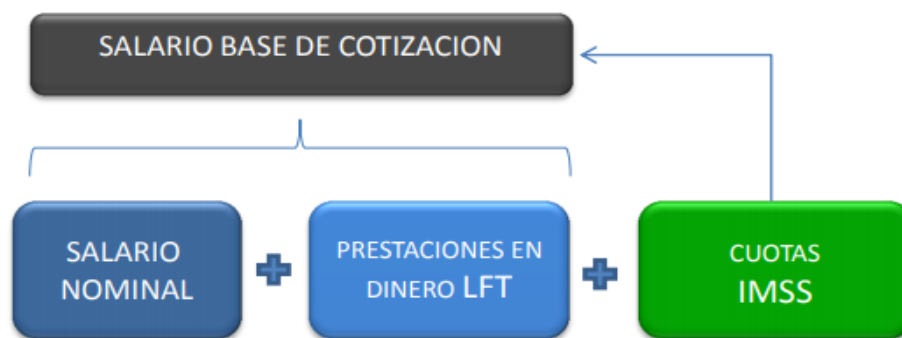 SALARIO BASE DE COTIZACION
SALARIO
NOMINAL
PRESTACIONES EN
DINERO LFT
CUOTAS
IMSS